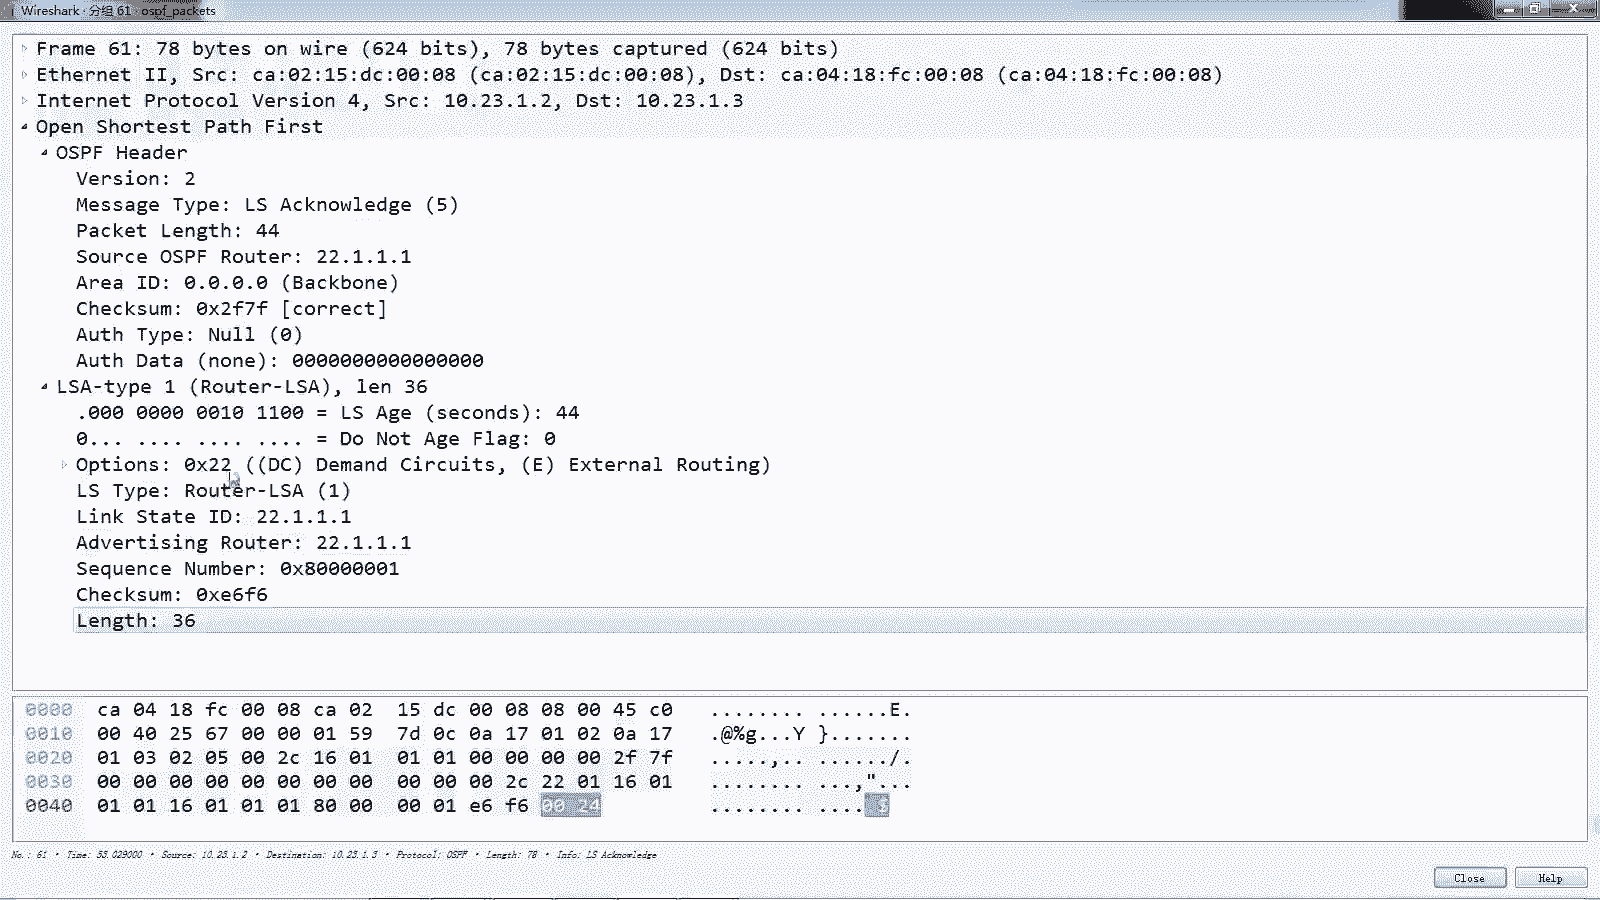 Wireshark · 分组 61 · ospf_packets
Frame 61: 78 bytes on wire (624 bits), 78 bytes captured (624 bits)
Ethernet II, Src: ca:02:15:dc:00:08 (ca:02:15:dc:00:08), Dst: ca:04:18:fc:00:08 (ca:04:18:fc:00:08)
Internet Protocol Version 4, Src: 10.23.1.2, Dst: 10.23.1.3
Open Shortest Path First
OSPF Header
Version: 2
Message Type: LS Acknowledge (5)
Packet Length: 44
Source OSPF Router: 22.1.1.1
Area ID: 0.0.0.0 (Backbone)
Checksum: 0x2f7f [correct]
Auth Type: Null (0)
Auth Data (none): 0000000000000000
LSA-type 1 (Router-LSA), len 36
.000 0000 0010 1100 = LS Age (seconds): 44
0... .... .... .... = Do Not Age Flag: 0
Options: 0x22 ((DC) Demand Circuits, (E) External Routing)
LS Type: Router-LSA (1)
Link State ID: 22.1.1.1
Advertising Router: 22.1.1.1
Sequence Number: 0x80000001
Checksum: 0xe6f6
Length: 36
0000 ca 04 18 fc 00 08 ca 02 15 dc 00 08 08 00 45 c0 ........ ......E.
0010 00 40 25 67 00 00 01 59 7d 0c 0a 17 01 02 0a 17 .@%g...Y }.......
0020 01 03 02 05 00 2c 16 01 01 01 00 00 00 00 2f 7f .....,.. ....../.
0030 00 00 00 00 00 00 00 00 00 00 00 2c 22 01 16 01 ........ ...,"...
0040 01 01 16 01 01 01 80 00 00 01 e6 f6 00 24 ........ .....$
No.: 61 · Time: 53.029000 · Source: 10.23.1.2 · Destination: 10.23.1.3 · Protocol: OSPF · Length: 78 · Info: LS Acknowledge
Close Help